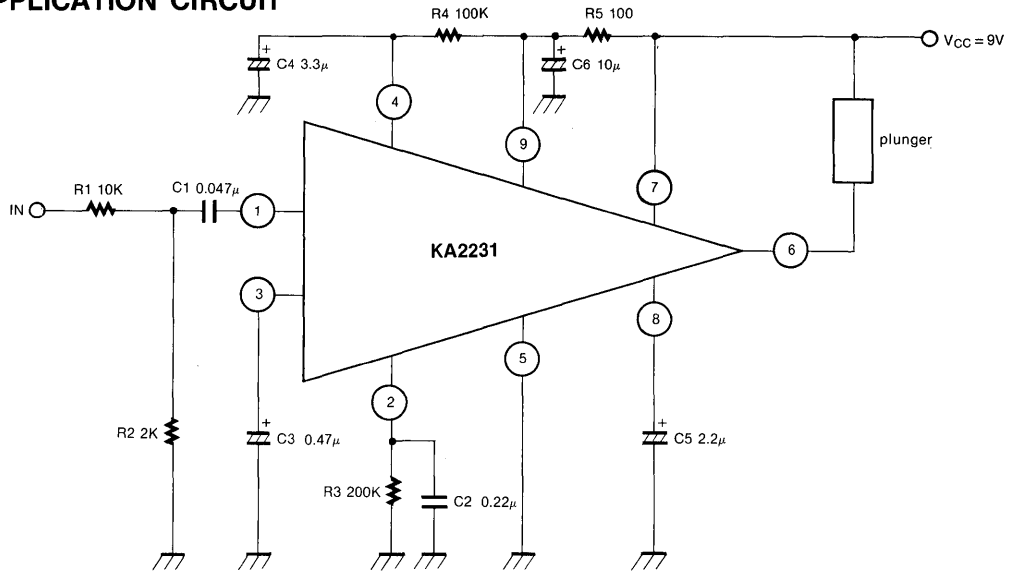 PPLICATION CIRCUIT
R4 100K
R5 100
+
C4 3.3μ
+
C6 10μ
VCC = 9V
4
9
plunger
7
R1 10K
C1 0.047μ
IN
1
KA2231
6
3
8
5
2
R2 2K
+
C3 0.47μ
+
C5 2.2μ
R3 200K
C2 0.22μ